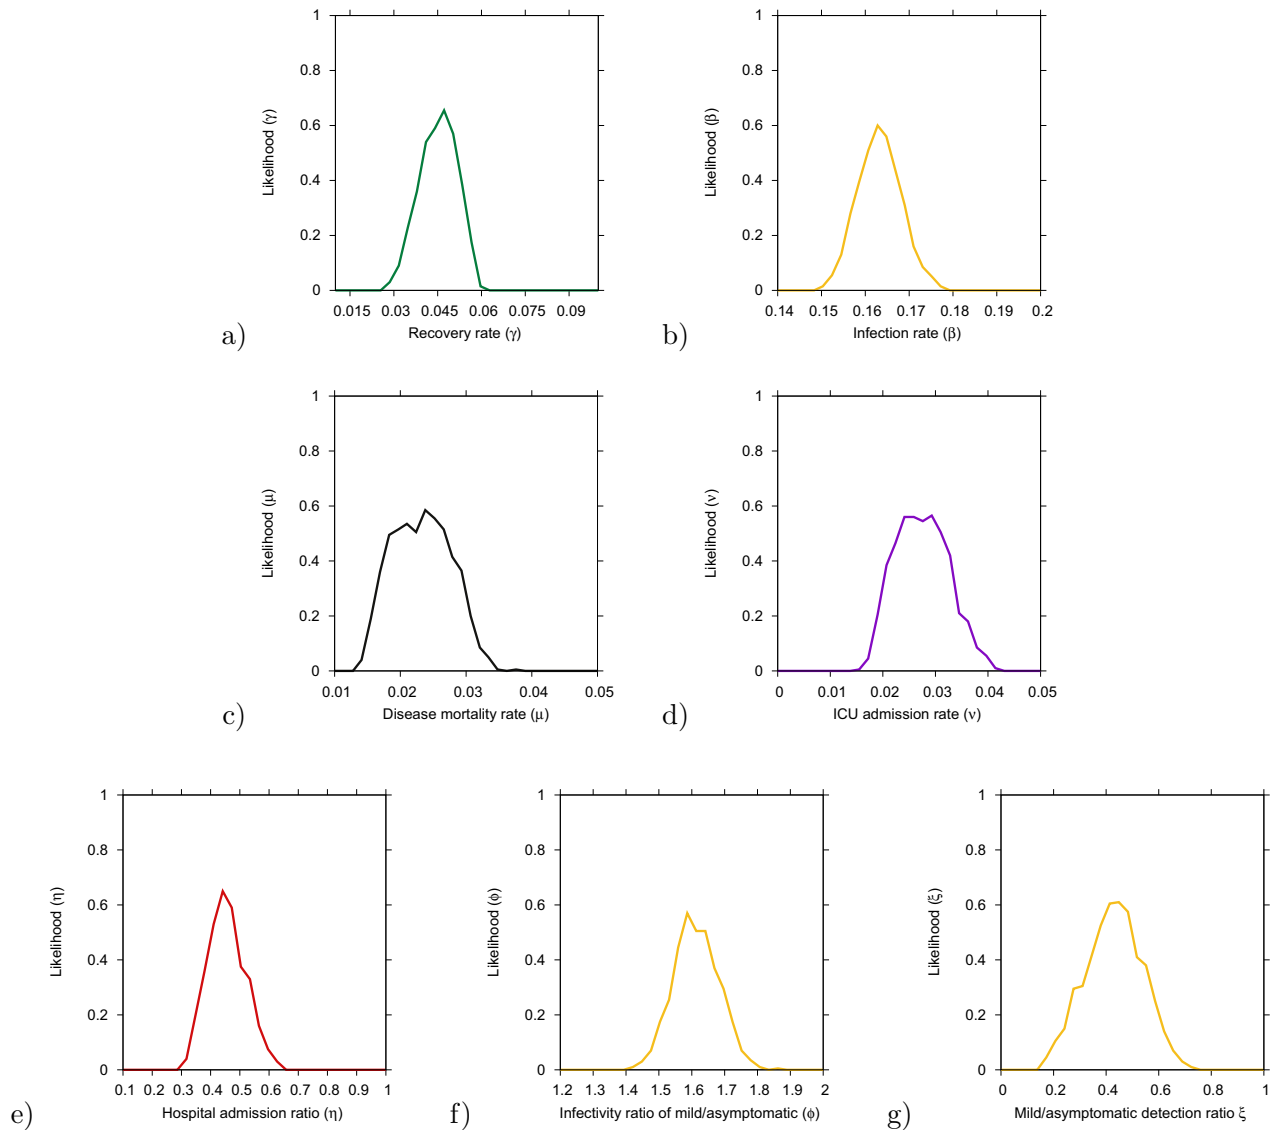 1
0.8
0.6
0.4
0.2
0
Likelihood (γ)
0.015 0.03 0.045 0.06 0.075 0.09
Recovery rate (γ)
a)
1
0.8
0.6
0.4
0.2
0
Likelihood (β)
0.14 0.15 0.16 0.17 0.18 0.19 0.2
Infection rate (β)
b)
1
0.8
0.6
0.4
0.2
0
Likelihood (μ)
0.01 0.02 0.03 0.04 0.05
Disease mortality rate (μ)
c)
1
0.8
0.6
0.4
0.2
0
Likelihood (ν)
0 0.01 0.02 0.03 0.04 0.05
ICU admission rate (ν)
d)
1
0.8
0.6
0.4
0.2
0
Likelihood (η)
0.1 0.2 0.3 0.4 0.5 0.6 0.7 0.8 0.9 1
Hospital admission ratio (η)
e)
1
0.8
0.6
0.4
0.2
0
Likelihood (ϕ)
1.2 1.3 1.4 1.5 1.6 1.7 1.8 1.9 2
Infectivity ratio of mild/asymptomatic (ϕ)
f)
1
0.8
0.6
0.4
0.2
0
Likelihood (ξ)
0 0.2 0.4 0.6 0.8 1
Mild/asymptomatic detection ratio ξ
g)